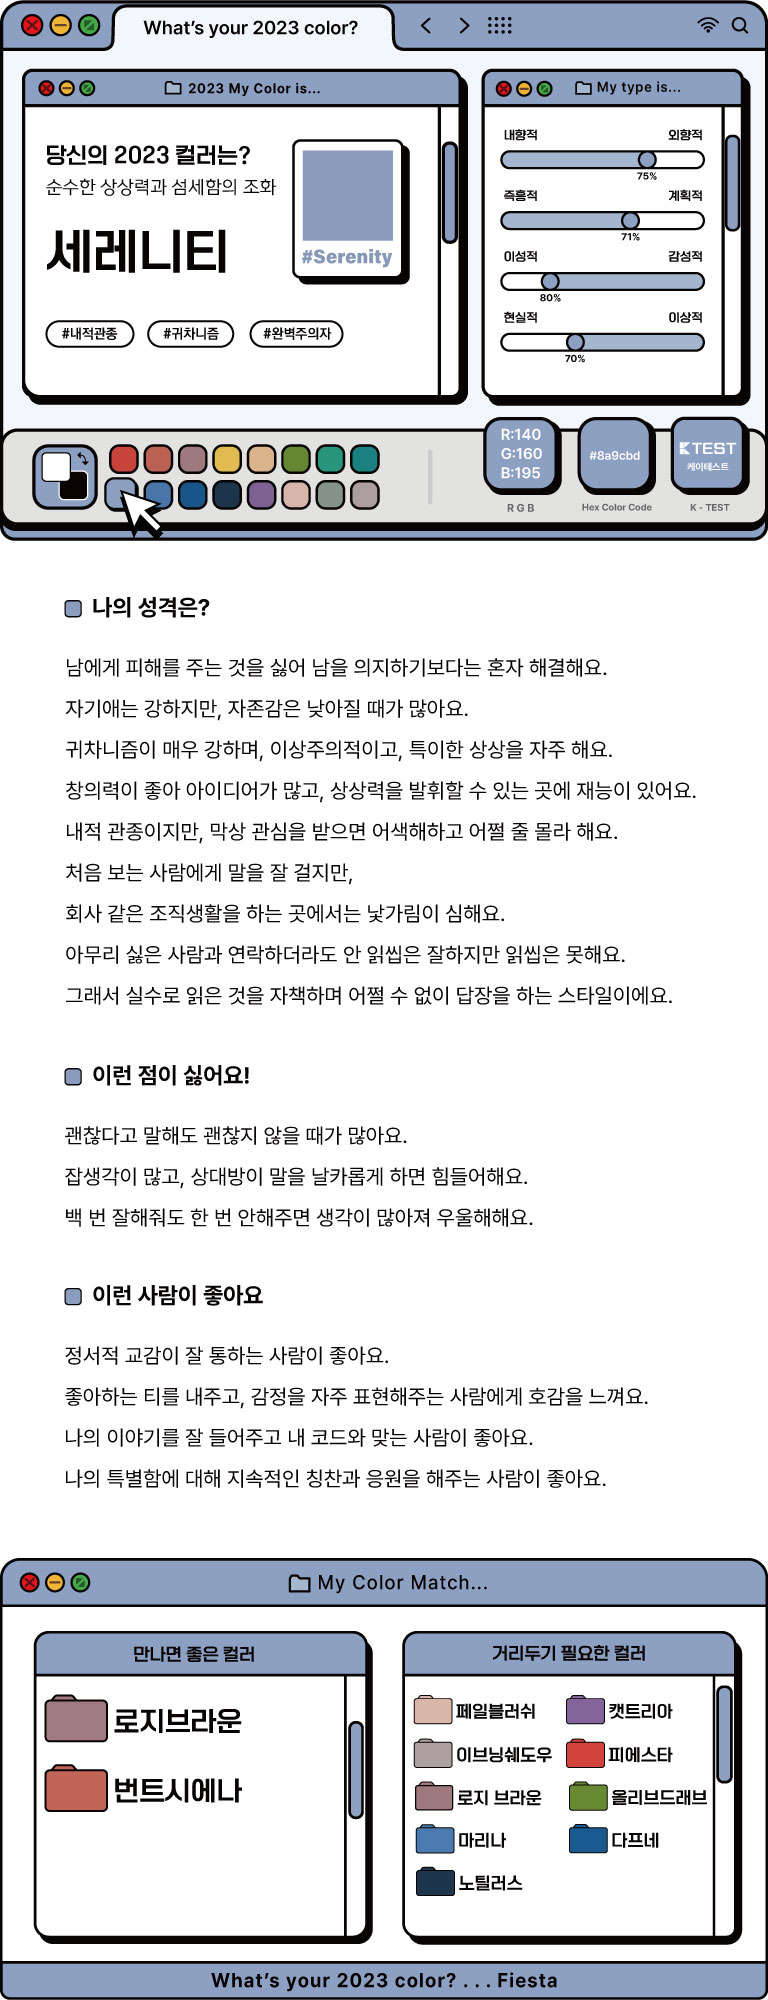 What's your 2023 color?
2023 My Color is...
당신의 2023 컬러는?
순수한 상상력과 섬세함의 조화
세레니티
#Serenity
#내적관종 #귀차니즘 #완벽주의자
My type is...
내향적 외향적
75%
즉흥적 계획적
71%
이성적 감성적
80%
현실적 이상적
70%
R:140
G:160
B:195
RGB
#8a9cbd
Hex Color Code
KTEST
케이테스트
K - TEST
나의 성격은?
남에게 피해를 주는 것을 싫어 남을 의지하기보다는 혼자 해결해요.
자기애는 강하지만, 자존감은 낮아질 때가 많아요.
귀차니즘이 매우 강하며, 이상주의적이고, 특이한 상상을 자주 해요.
창의력이 좋아 아이디어가 많고, 상상력을 발휘할 수 있는 곳에 재능이 있어요.
내적 관종이지만, 막상 관심을 받으면 어색해하고 어쩔 줄 몰라 해요.
처음 보는 사람에게 말을 잘 걸지만,
회사 같은 조직생활을 하는 곳에서는 낯가림이 심해요.
아무리 싫은 사람과 연락하더라도 안 읽씹은 잘하지만 읽씹은 못해요.
그래서 실수로 읽은 것을 자책하며 어쩔 수 없이 답장을 하는 스타일이에요.
이런 점이 싫어요!
괜찮다고 말해도 괜찮지 않을 때가 많아요.
잡생각이 많고, 상대방이 말을 날카롭게 하면 힘들어해요.
백 번 잘해줘도 한 번 안해주면 생각이 많아져 우울해해요.
이런 사람이 좋아요
정서적 교감이 잘 통하는 사람이 좋아요.
좋아하는 티를 내주고, 감정을 자주 표현해주는 사람에게 호감을 느껴요.
나의 이야기를 잘 들어주고 내 코드와 맞는 사람이 좋아요.
나의 특별함에 대해 지속적인 칭찬과 응원을 해주는 사람이 좋아요.
My Color Match...
만나면 좋은 컬러
로지브라운
번트시에나
거리두기 필요한 컬러
페일블러쉬 캣트리아
이브닝쉐도우 피에스타
로지 브라운 올리브드래브
마리나 다프네
노틸러스
What's your 2023 color? . . . Fiesta